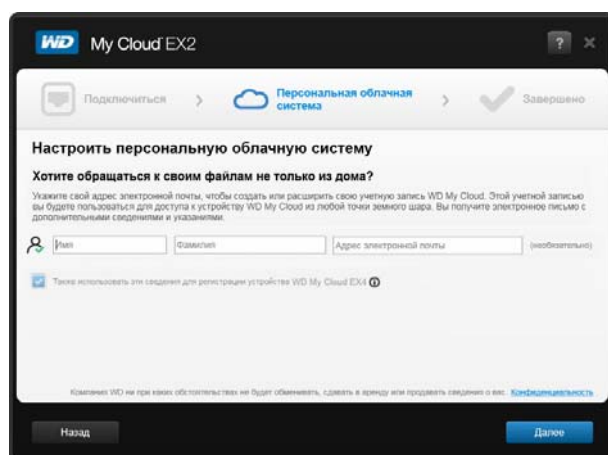 WD My Cloud EX2 ? ×
Подключиться > Персональная облачная > Завершено
система
Настроить персональную облачную систему
Хотите обращаться к своим файлам не только из дома?
Укажите свой адрес электронной почты, чтобы создать или расширить свою учетную запись WD My Cloud. Этой учетной записью
вы будете пользоваться для доступа к устройству WD My Cloud из любой точки земного шара. Вы получите электронное письмо с
дополнительными сведениями и указаниями.
Имя Фамилия Адрес электронной почты (необязательно)
Также использовать эти сведения для регистрации устройства WD My Cloud EX4
Компания WD ни при каких обстоятельствах не будет обменивать, сдавать в аренду или продавать сведения о вас. Конфиденциальность
Назад Далее